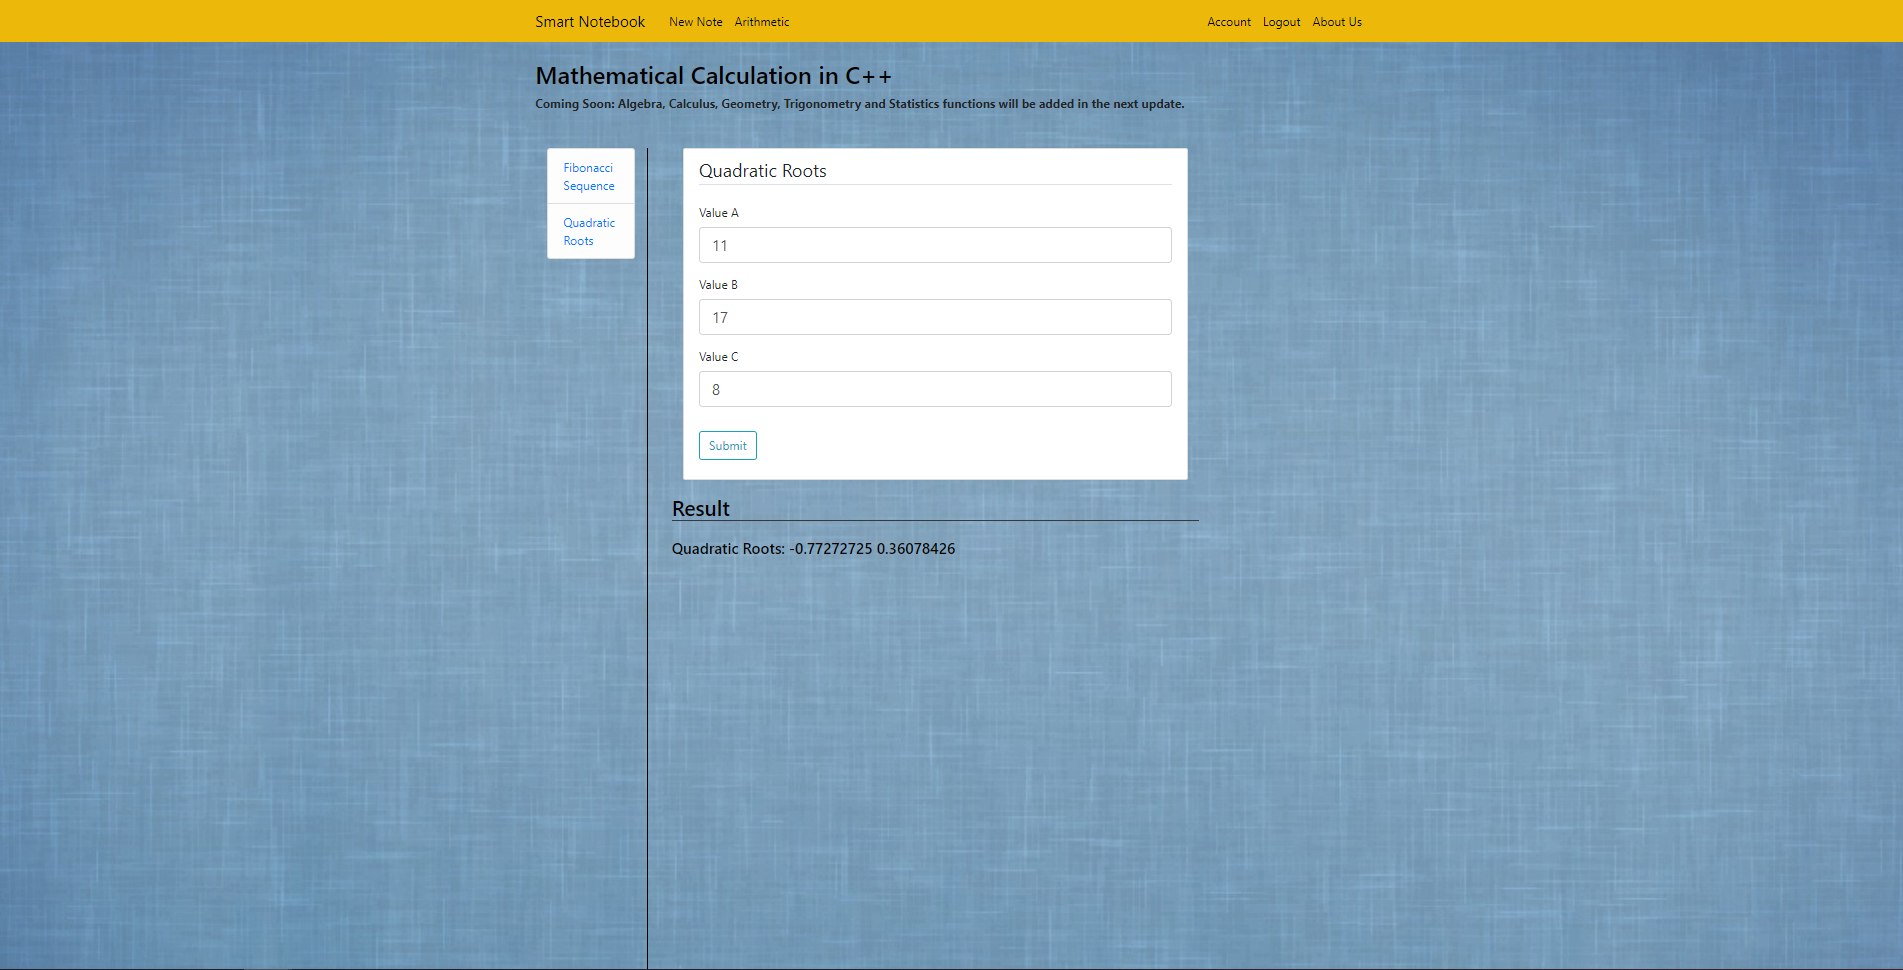 Smart Notebook New Note Arithmetic Account Logout About Us
Mathematical Calculation in C++
Coming Soon: Algebra, Calculus, Geometry, Trigonometry and Statistics functions will be added in the next update.
Fibonacci
Sequence
Quadratic
Roots
Quadratic Roots
Value A
11
Value B
17
Value C
8
Submit
Result
Quadratic Roots: -0.77272725 0.36078426